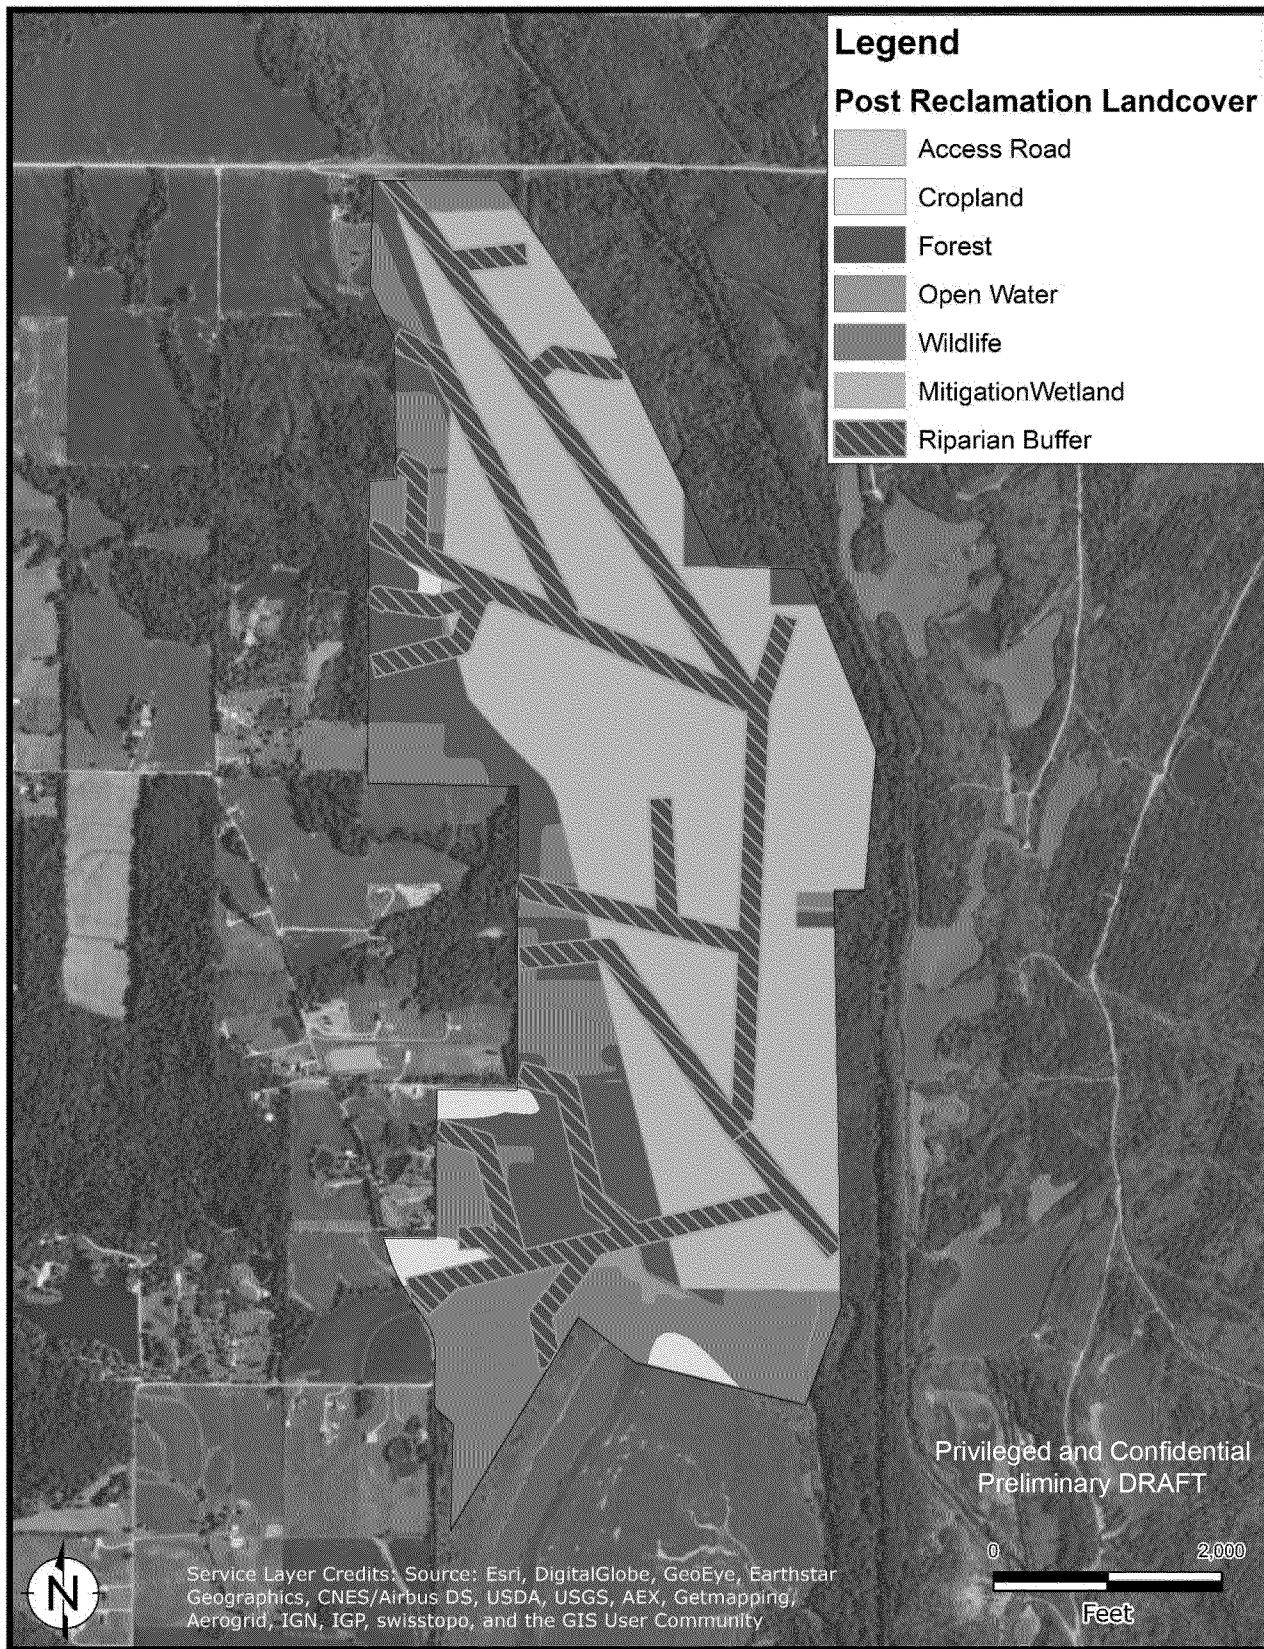 Legend
Post Reclamation Landcover
Access Road
Cropland
Forest
Open Water
Wildlife
MitigationWetland
Riparian Buffer
Privileged and Confidential
Preliminary DRAFT
0 2,000
Feet
N
Service Layer Credits: Source: Esri, DigitalGlobe, GeoEye, Earthstar
Geographics, CNES/Airbus DS, USDA, USGS, AEX, Getmapping,
Aerogrid, IGN, IGP, swisstopo, and the GIS User Community